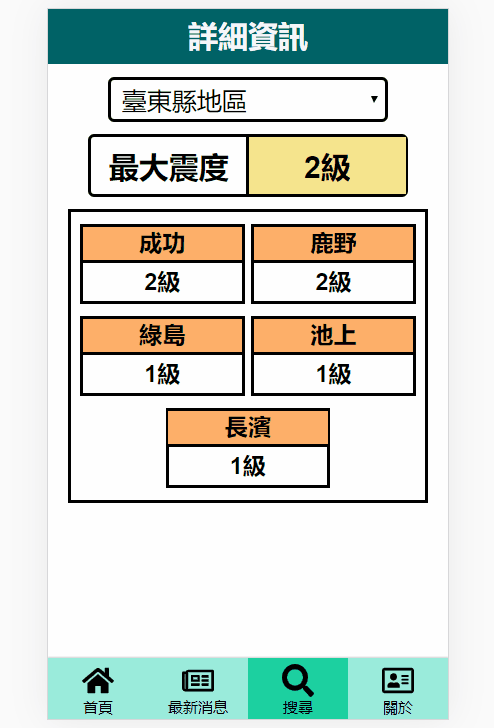 詳細資訊
臺東縣地區
最大震度 2級
成功 鹿野
2級 2級
綠島 池上
1級 1級
長濱
1級
首頁 最新消息 搜尋 關於